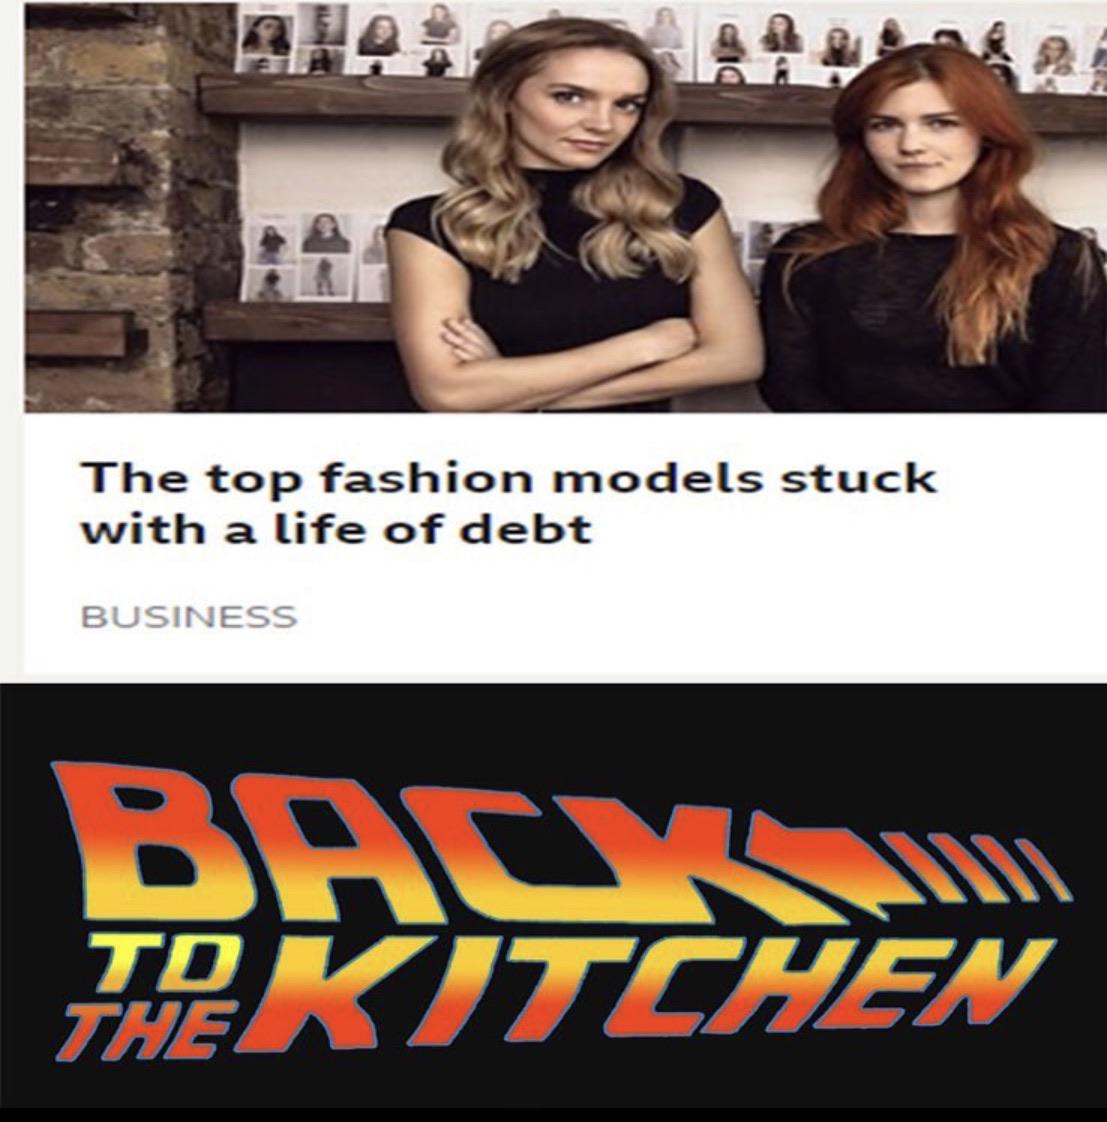 The top fashion models stuck
with a life of debt
BUSINESS
BACK
TO
THE KITCHEN